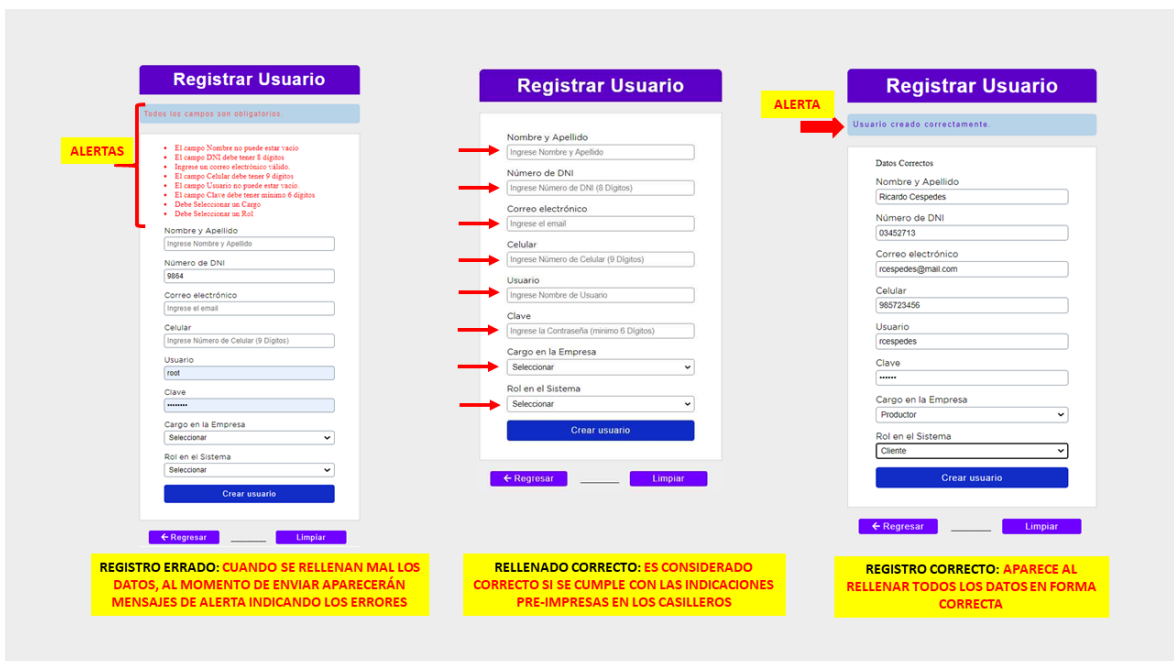 Registrar Usuario
Todos los campos son obligatorios.
ALERTAS
El campo Nombre no puede estar vacio
El campo DNI debe tener 8 dígitos
Ingrese un correo electrónico válido.
El campo Celular debe tener 9 dígitos
El campo Usuario no puede estar vacio.
El campo Clave debe tener mínimo 6 dígitos
Debe Seleccionar un Cargo
Debe Seleccionar un Rol
Nombre y Apellido
Ingrese Nombre y Apellido
Número de DNI
9864
Correo electrónico
Ingrese el email
Celular
Ingrese Número de Celular (9 Digitos)
Usuario
root
Clave
••••••••
Cargo en la Empresa
Seleccionar
Rol en el Sistema
Seleccionar
Crear usuario
← Regresar
Limpiar
REGISTRO ERRADO: CUANDO SE RELLENAN MAL LOS
DATOS, AL MOMENTO DE ENVIAR APARECERÁN
MENSAJES DE ALERTA INDICANDO LOS ERRORES
Registrar Usuario
Nombre y Apellido
Ingrese Nombre y Apellido
Número de DNI
Ingrese Número de DNI (8 Digitos)
Correo electrónico
Ingrese el email
Celular
Ingrese Número de Celular (9 Digitos)
Usuario
Ingrese Nombre de Usuario
Clave
Ingrese la Contraseña (minimo 6 Digitos)
Cargo en la Empresa
Seleccionar
Rol en el Sistema
Seleccionar
Crear usuario
← Regresar
Limpiar
RELLENADO CORRECTO: ES CONSIDERADO
CORRECTO SI SE CUMPLE CON LAS INDICACIONES
PRE-IMPRESAS EN LOS CASILLEROS
ALERTA
Registrar Usuario
Usuario creado correctamente.
Datos Correctos
Nombre y Apellido
Ricardo Cespedes
Número de DNI
03452713
Correo electrónico
rcespedes@mail.com
Celular
985723456
Usuario
rcespedes
Clave
••••••
Cargo en la Empresa
Productor
Rol en el Sistema
Cliente
Crear usuario
← Regresar
Limpiar
REGISTRO CORRECTO: APARECE AL
RELLENAR TODOS LOS DATOS EN FORMA
CORRECTA